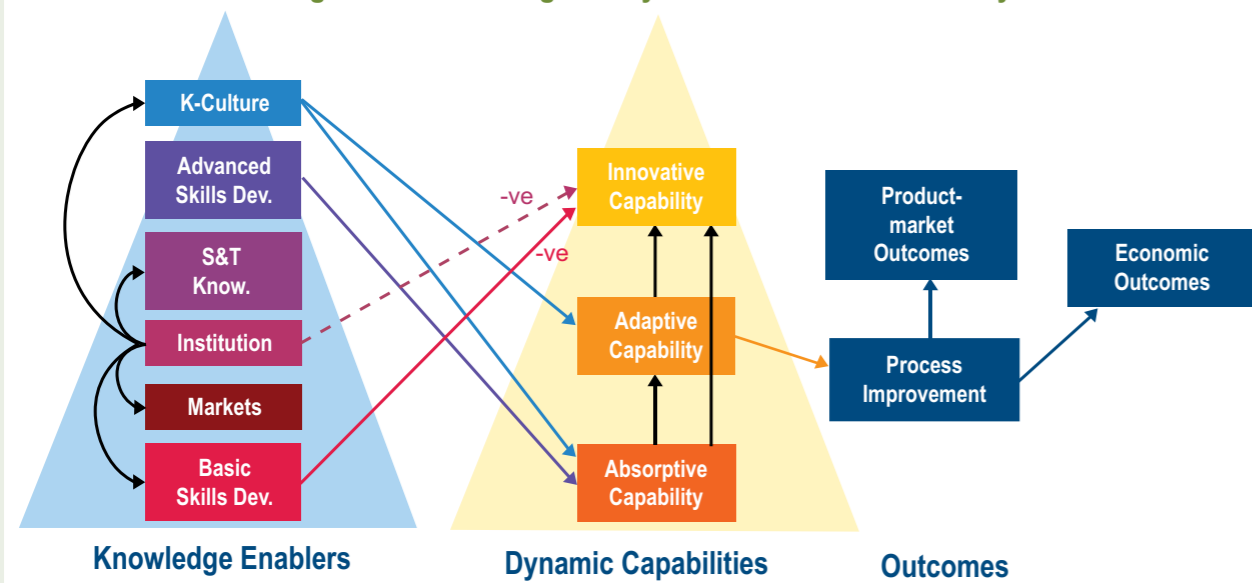 K-Culture
Advanced
Skills Dev.
S&T
Know.
Institution
Markets
Basic
Skills Dev.
Knowledge Enablers
-ve
-ve
Innovative
Capability
Adaptive
Capability
Absorptive
Capability
Dynamic Capabilities
Product-
market
Outcomes
Process
Improvement
Economic
Outcomes
Outcomes